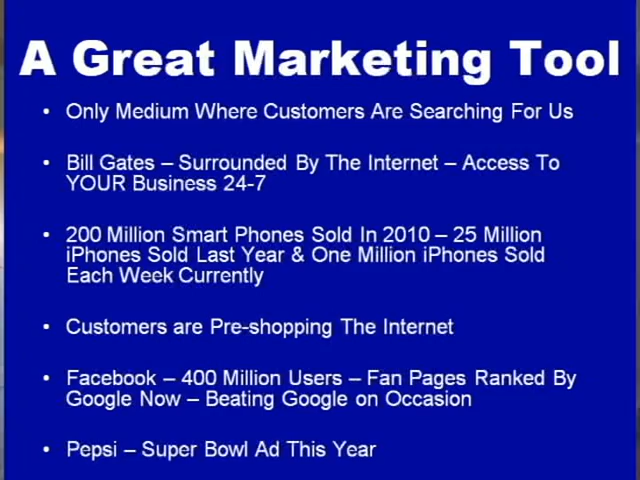 A Great Marketing Tool
• Only Medium Where Customers Are Searching For Us
• Bill Gates – Surrounded By The Internet – Access To
YOUR Business 24-7
• 200 Million Smart Phones Sold In 2010 – 25 Million
iPhones Sold Last Year & One Million iPhones Sold
Each Week Currently
• Customers are Pre-shopping The Internet
• Facebook – 400 Million Users – Fan Pages Ranked By
Google Now – Beating Google on Occasion
• Pepsi – Super Bowl Ad This Year